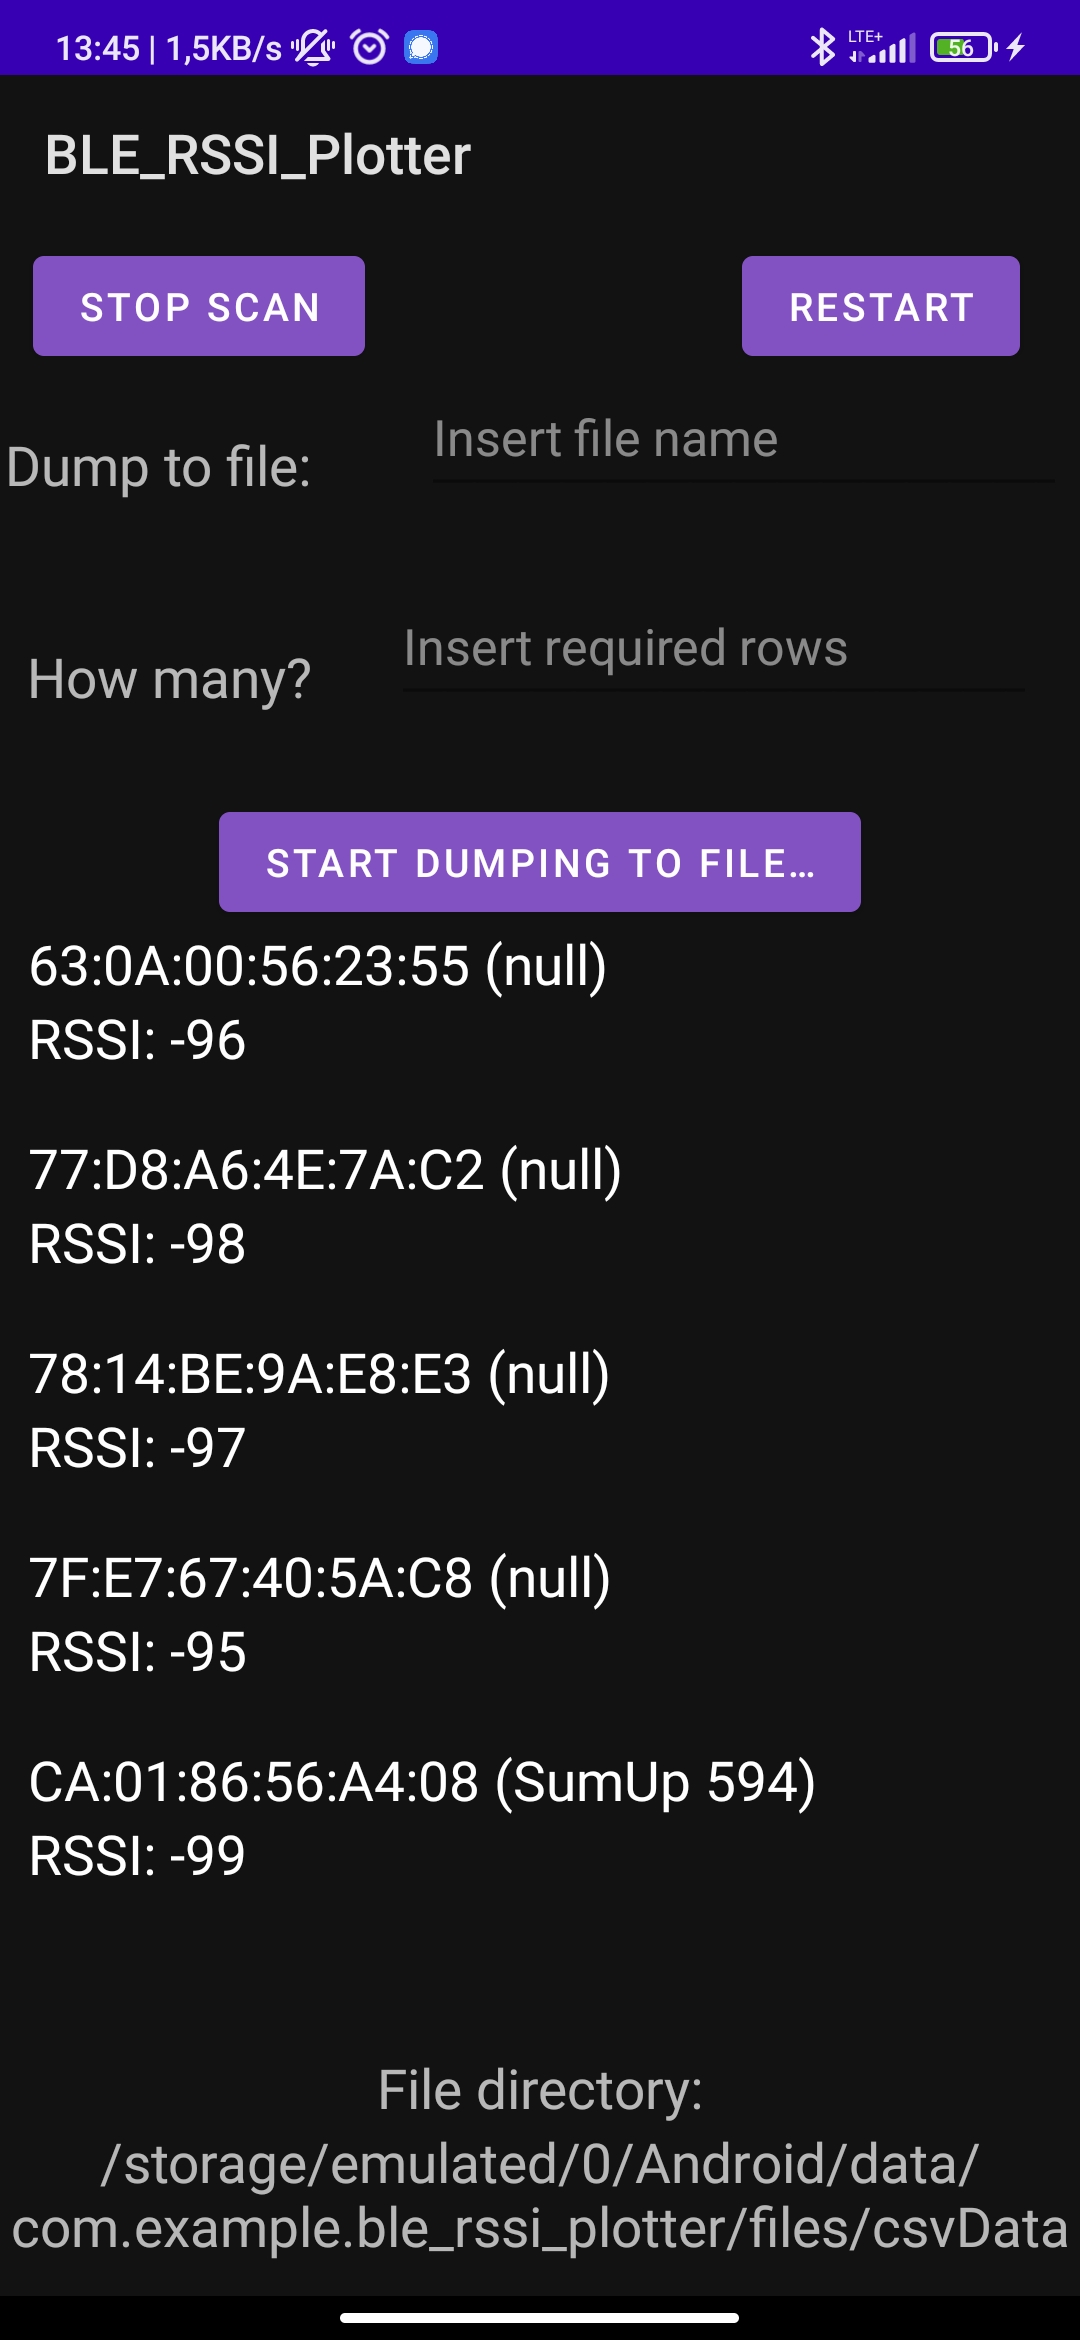 13:45 | 1,5KB/s LTE+ 56
BLE_RSSI_Plotter
STOP SCAN RESTART
Dump to file: Insert file name
How many? Insert required rows
START DUMPING TO FILE...
63:0A:00:56:23:55 (null)
RSSI: -96
77:D8:A6:4E:7A:C2 (null)
RSSI: -98
78:14:BE:9A:E8:E3 (null)
RSSI: -97
7F:E7:67:40:5A:C8 (null)
RSSI: -95
CA:01:86:56:A4:08 (SumUp 594)
RSSI: -99
File directory:
/storage/emulated/0/Android/data/
com.example.ble_rssi_plotter/files/csvData